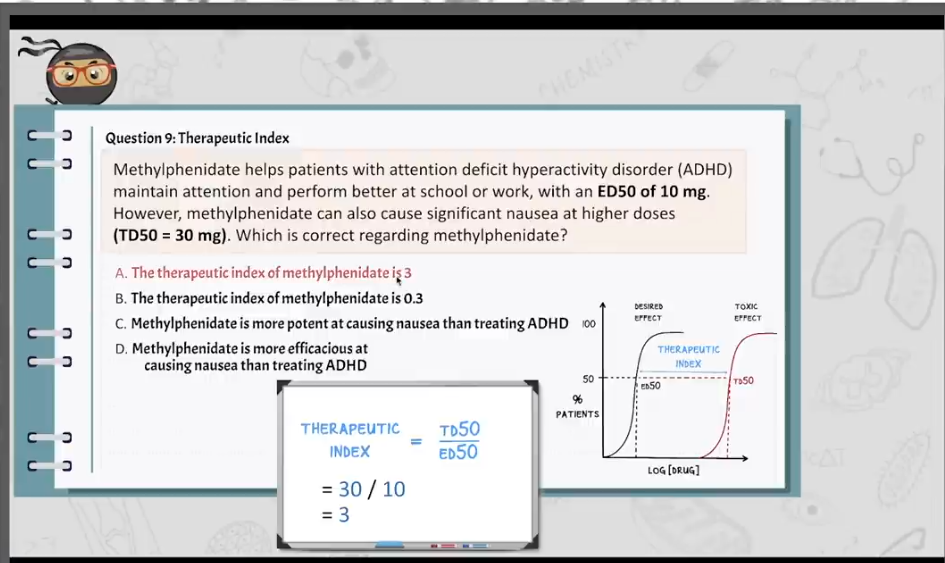 CHEMISTR
Question 9: Therapeutic Index
Methylphenidate helps patients with attention deficit hyperactivity disorder (ADHD)
maintain attention and perform better at school or work, with an ED50 of 10 mg.
However, methylphenidate can also cause significant nausea at higher doses
(TD50 = 30 mg). Which is correct regarding methylphenidate?
A. The therapeutic index of methylphenidate is 3
B. The therapeutic index of methylphenidate is 0.3
C. Methylphenidate is more potent at causing nausea than treating ADHD
D. Methylphenidate is more efficacious at
causing nausea than treating ADHD
THERAPEUTIC
INDEX
= TD50
ED50
= 30 / 10
= 3
DESIRED
EFFECT
TOXIC
EFFECT
100
THERAPEUTIC
INDEX
50
ED50
TD50
%
PATIENTS
LOG [DRUG]